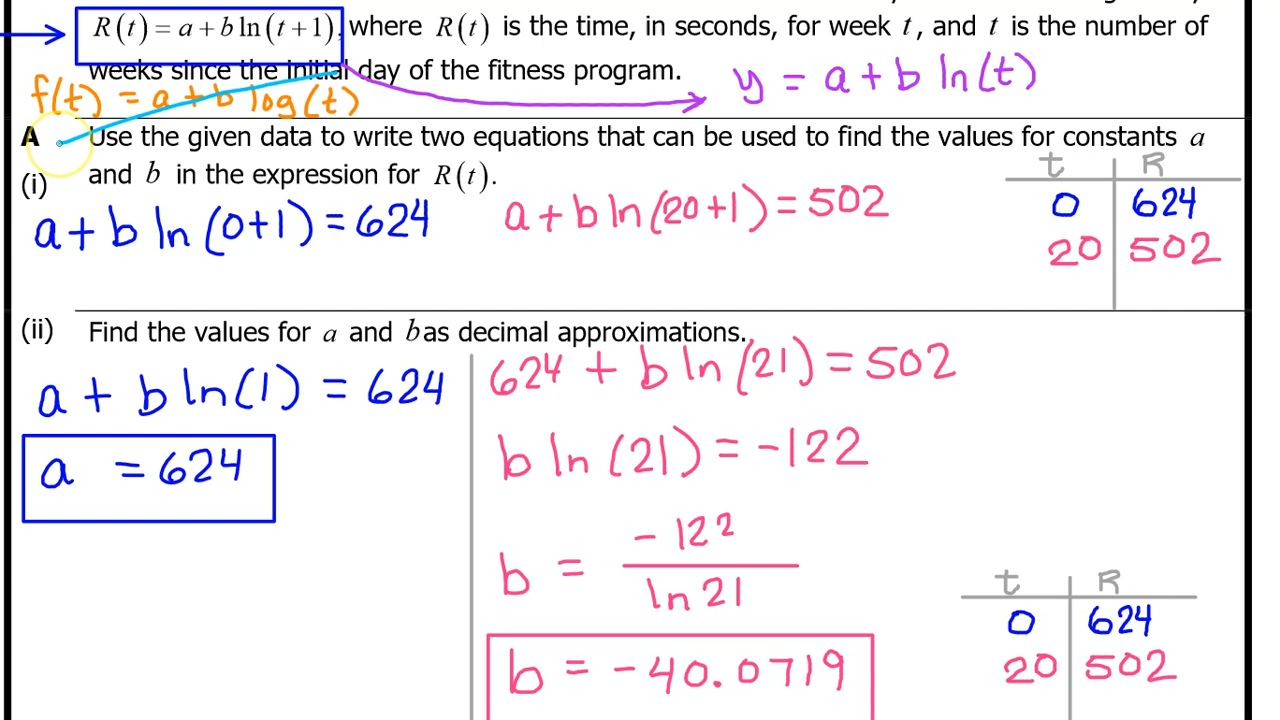 R(t) = a + b ln(t + 1), where R(t) is the time, in seconds, for week t, and t is the number of
weeks since the initial day of the fitness program.
y = a + b ln(t)
f(t) = a + b log(t)
A Use the given data to write two equations that can be used to find the values for constants a
(i) and b in the expression for R(t).
t R
0 624
20 502
a + b ln(0+1) = 624
a + b ln(20+1) = 502
(ii) Find the values for a and b as decimal approximations.
a + b ln(1) = 624
a = 624
624 + b ln(21) = 502
b ln(21) = -122
b = -122 / ln 21
b = -40.0719
t R
0 624
20 502